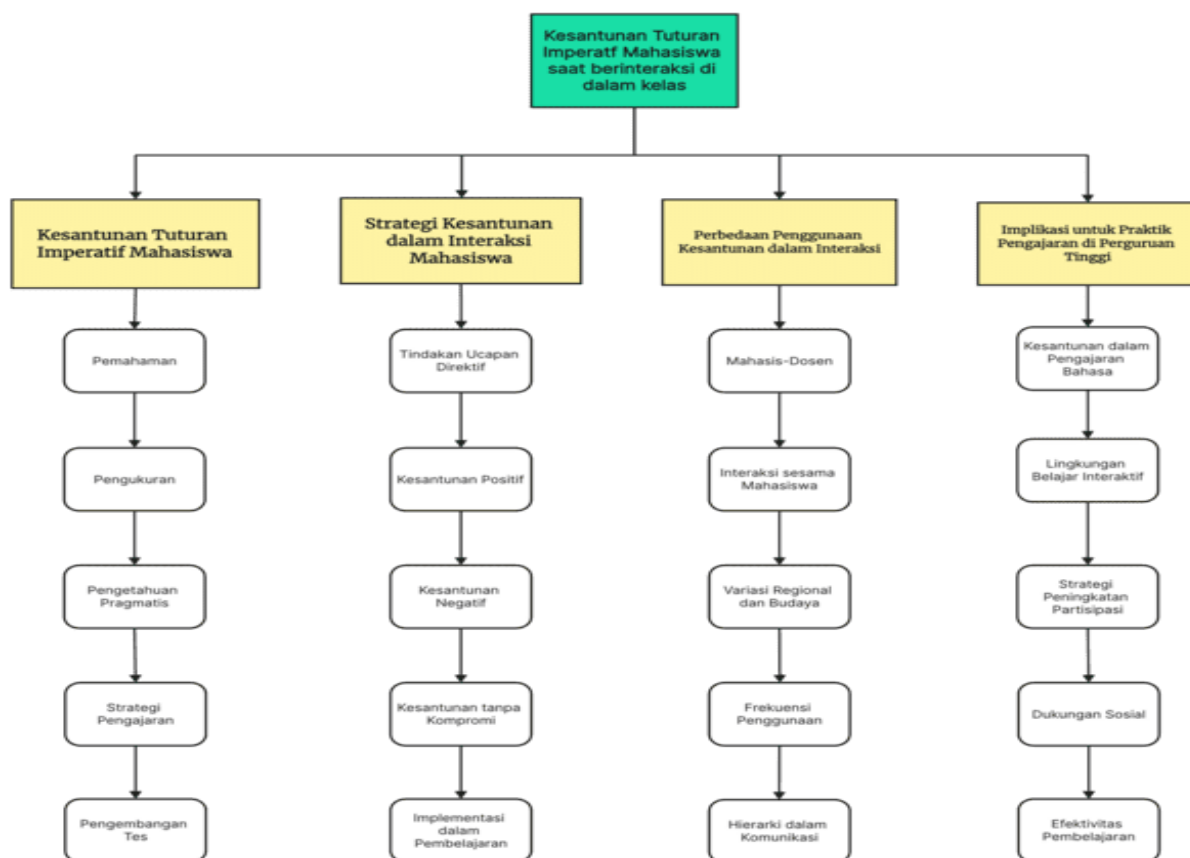 Kesantunan Tuturan
Imperatf Mahasiswa
saat berinteraksi di
dalam kelas
Kesantunan Tuturan
Imperatif Mahasiswa
Strategi Kesantunan
dalam Interaksi
Mahasiswa
Perbedaan Penggunaan
Kesantunan dalam Interaksi
Implikasi untuk Praktik
Pengajaran di Perguruan
Tinggi
Pemahaman
Tindakan Ucapan
Direktif
Mahasis-Dosen
Kesantunan dalam
Pengajaran
Bahasa
Pengukuran
Kesantunan Positif
Interaksi sesama
Mahasiswa
Lingkungan
Belajar Interaktif
Pengetahuan
Pragmatis
Kesantunan
Negatif
Variasi Regional
dan Budaya
Strategi
Peningkatan
Partisipasi
Strategi
Pengajaran
Kesantunan tanpa
Kompromi
Frekuensi
Penggunaan
Dukungan Sosial
Pengembangan
Tes
Implementasi
dalam
Pembelajaran
Hierarki dalam
Komunikasi
Efektivitas
Pembelajaran